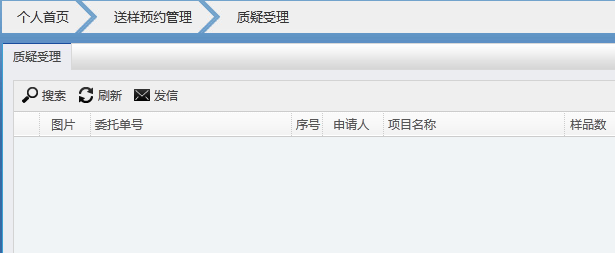 个人首页 送样预约管理 质疑受理
质疑受理
搜索 刷新 发信
图片 委托单号 序号 申请人 项目名称 样品数